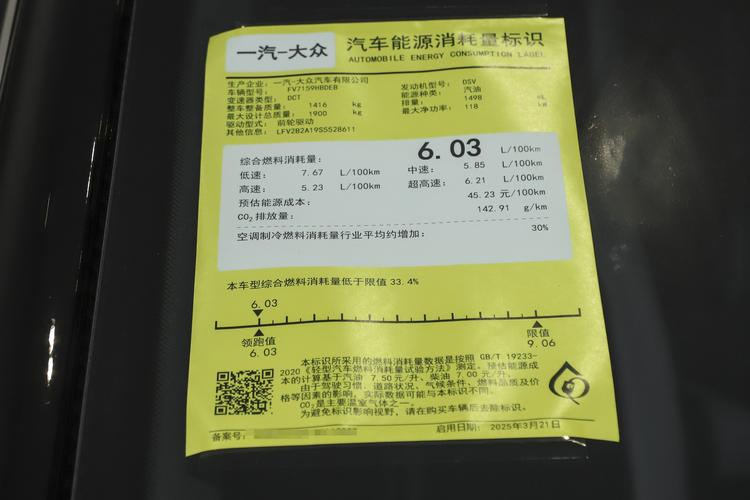 一汽-大众
汽车能源消耗量标识
AUTOMOBILE ENERGY CONSUMPTION LABEL
生产企业：一汽-大众汽车有限公司
车辆型号：FV7159HBDEB 发动机型号：DSV
变速器类型：DCT 能源种类：汽油
整车整备质量：1416 kg 排量：1498 mL
最大设计总质量：1900 kg 最大净功率：118 kW
驱动型式：前轮驱动
其他信息：LFV2B2A19S5528611
综合燃料消耗量：6.03 L/100km
低速：7.67 L/100km 中速：5.85 L/100km
高速：5.23 L/100km 超高速：6.21 L/100km
预估能源成本：45.23 元/100km
CO₂ 排放量：142.91 g/km
空调制冷燃料消耗量行业平均约增加：30%
本车型综合燃料消耗量低于限值 33.4%
6.03
领跑值 限值
6.03 9.06
本标识所采用的燃料消耗量数据是按照 GB/T 19233-
2020《轻型汽车燃料消耗量试验方法》测定。预估能源成
本的计算基于汽油 7.50 元/升、柴油 7.00 元/升。
由于驾驶习惯、道路状况、气候条件、燃料品质及价
格等因素的影响，实际数据可能与本标识不同。
CO₂是主要温室气体之一。
为避免标识影响视野，请在购买车辆后去除标识。
备案号： 启用日期：2025年3月21日